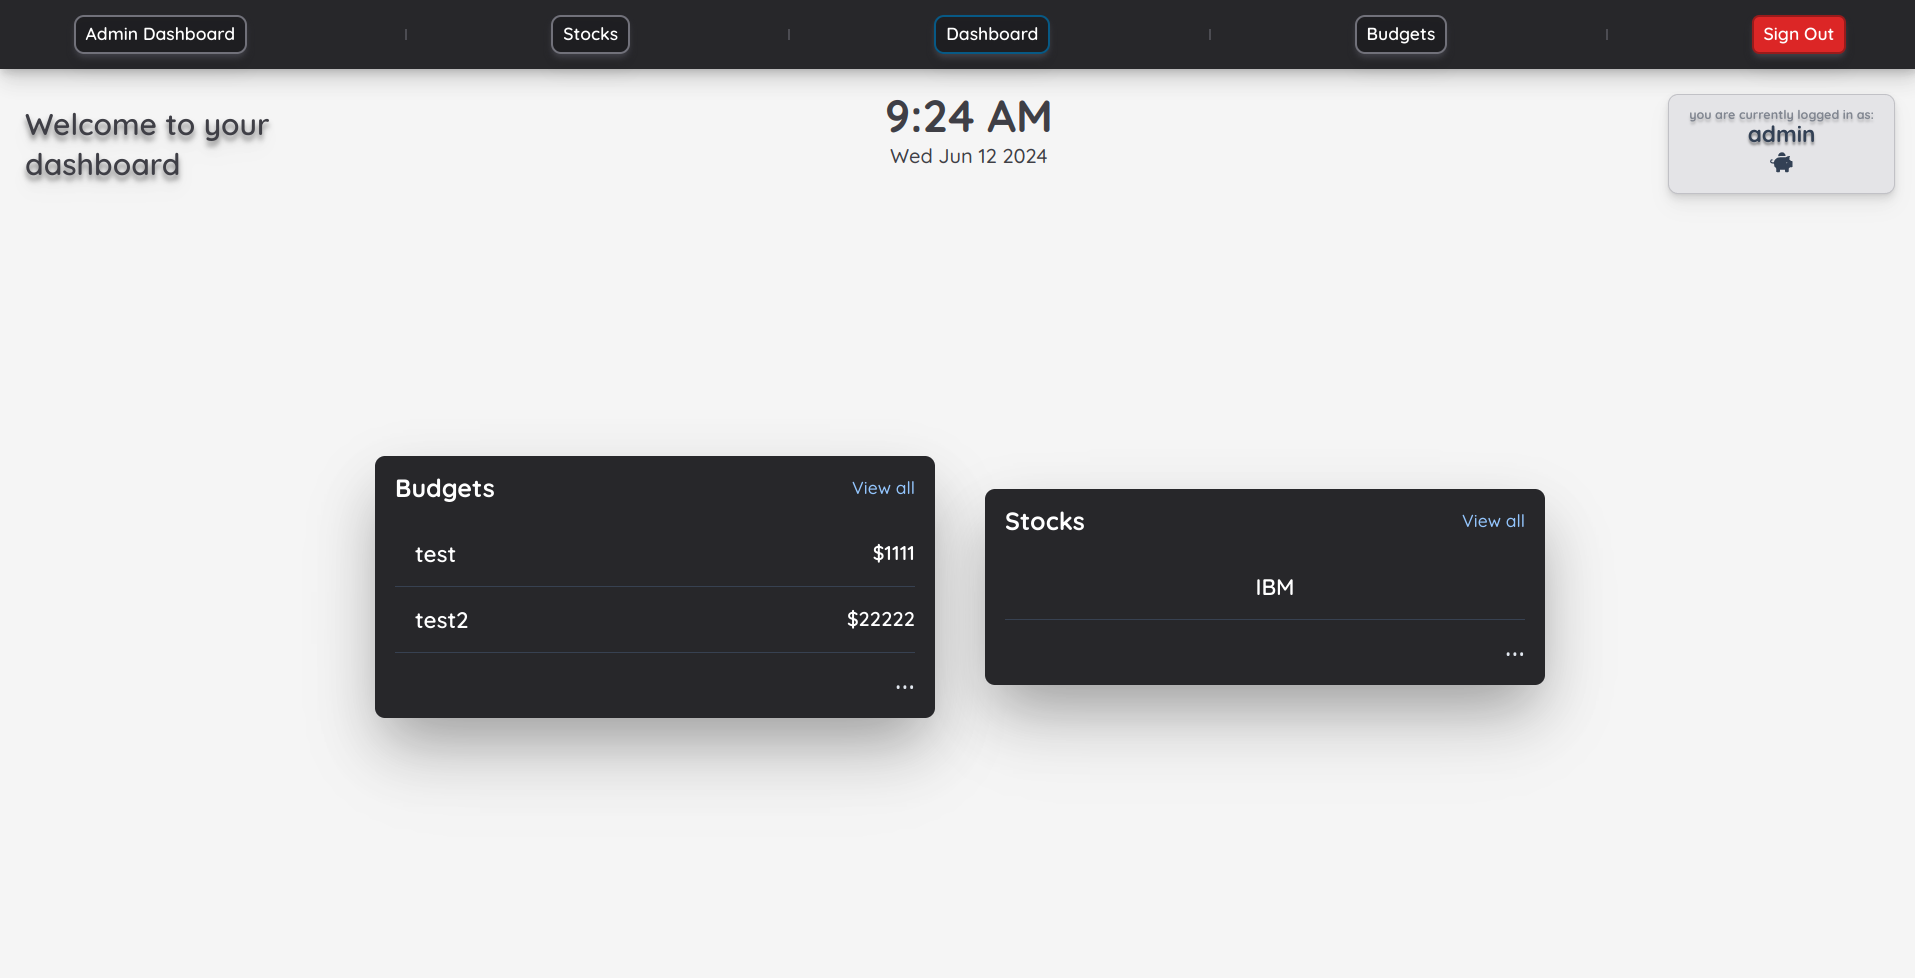 Admin Dashboard
Stocks
Dashboard
Budgets
Sign Out
Welcome to your
dashboard
9:24 AM
Wed Jun 12 2024
you are currently logged in as:
admin
Budgets
View all
test
$1111
test2
$22222
...
Stocks
View all
IBM
...